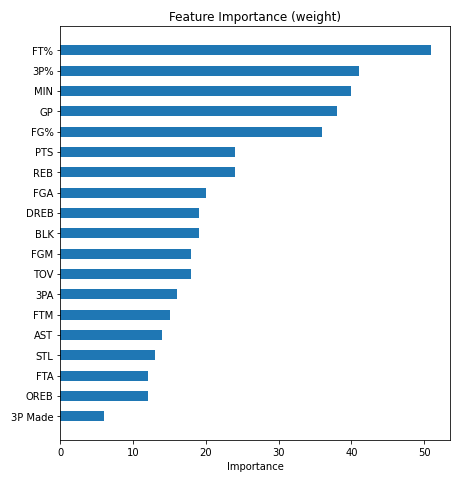 Feature Importance (weight)
FT%
3P%
MIN
GP
FG%
PTS
REB
FGA
DREB
BLK
FGM
TOV
3PA
FTM
AST
STL
FTA
OREB
3P Made
0 10 20 30 40 50
Importance